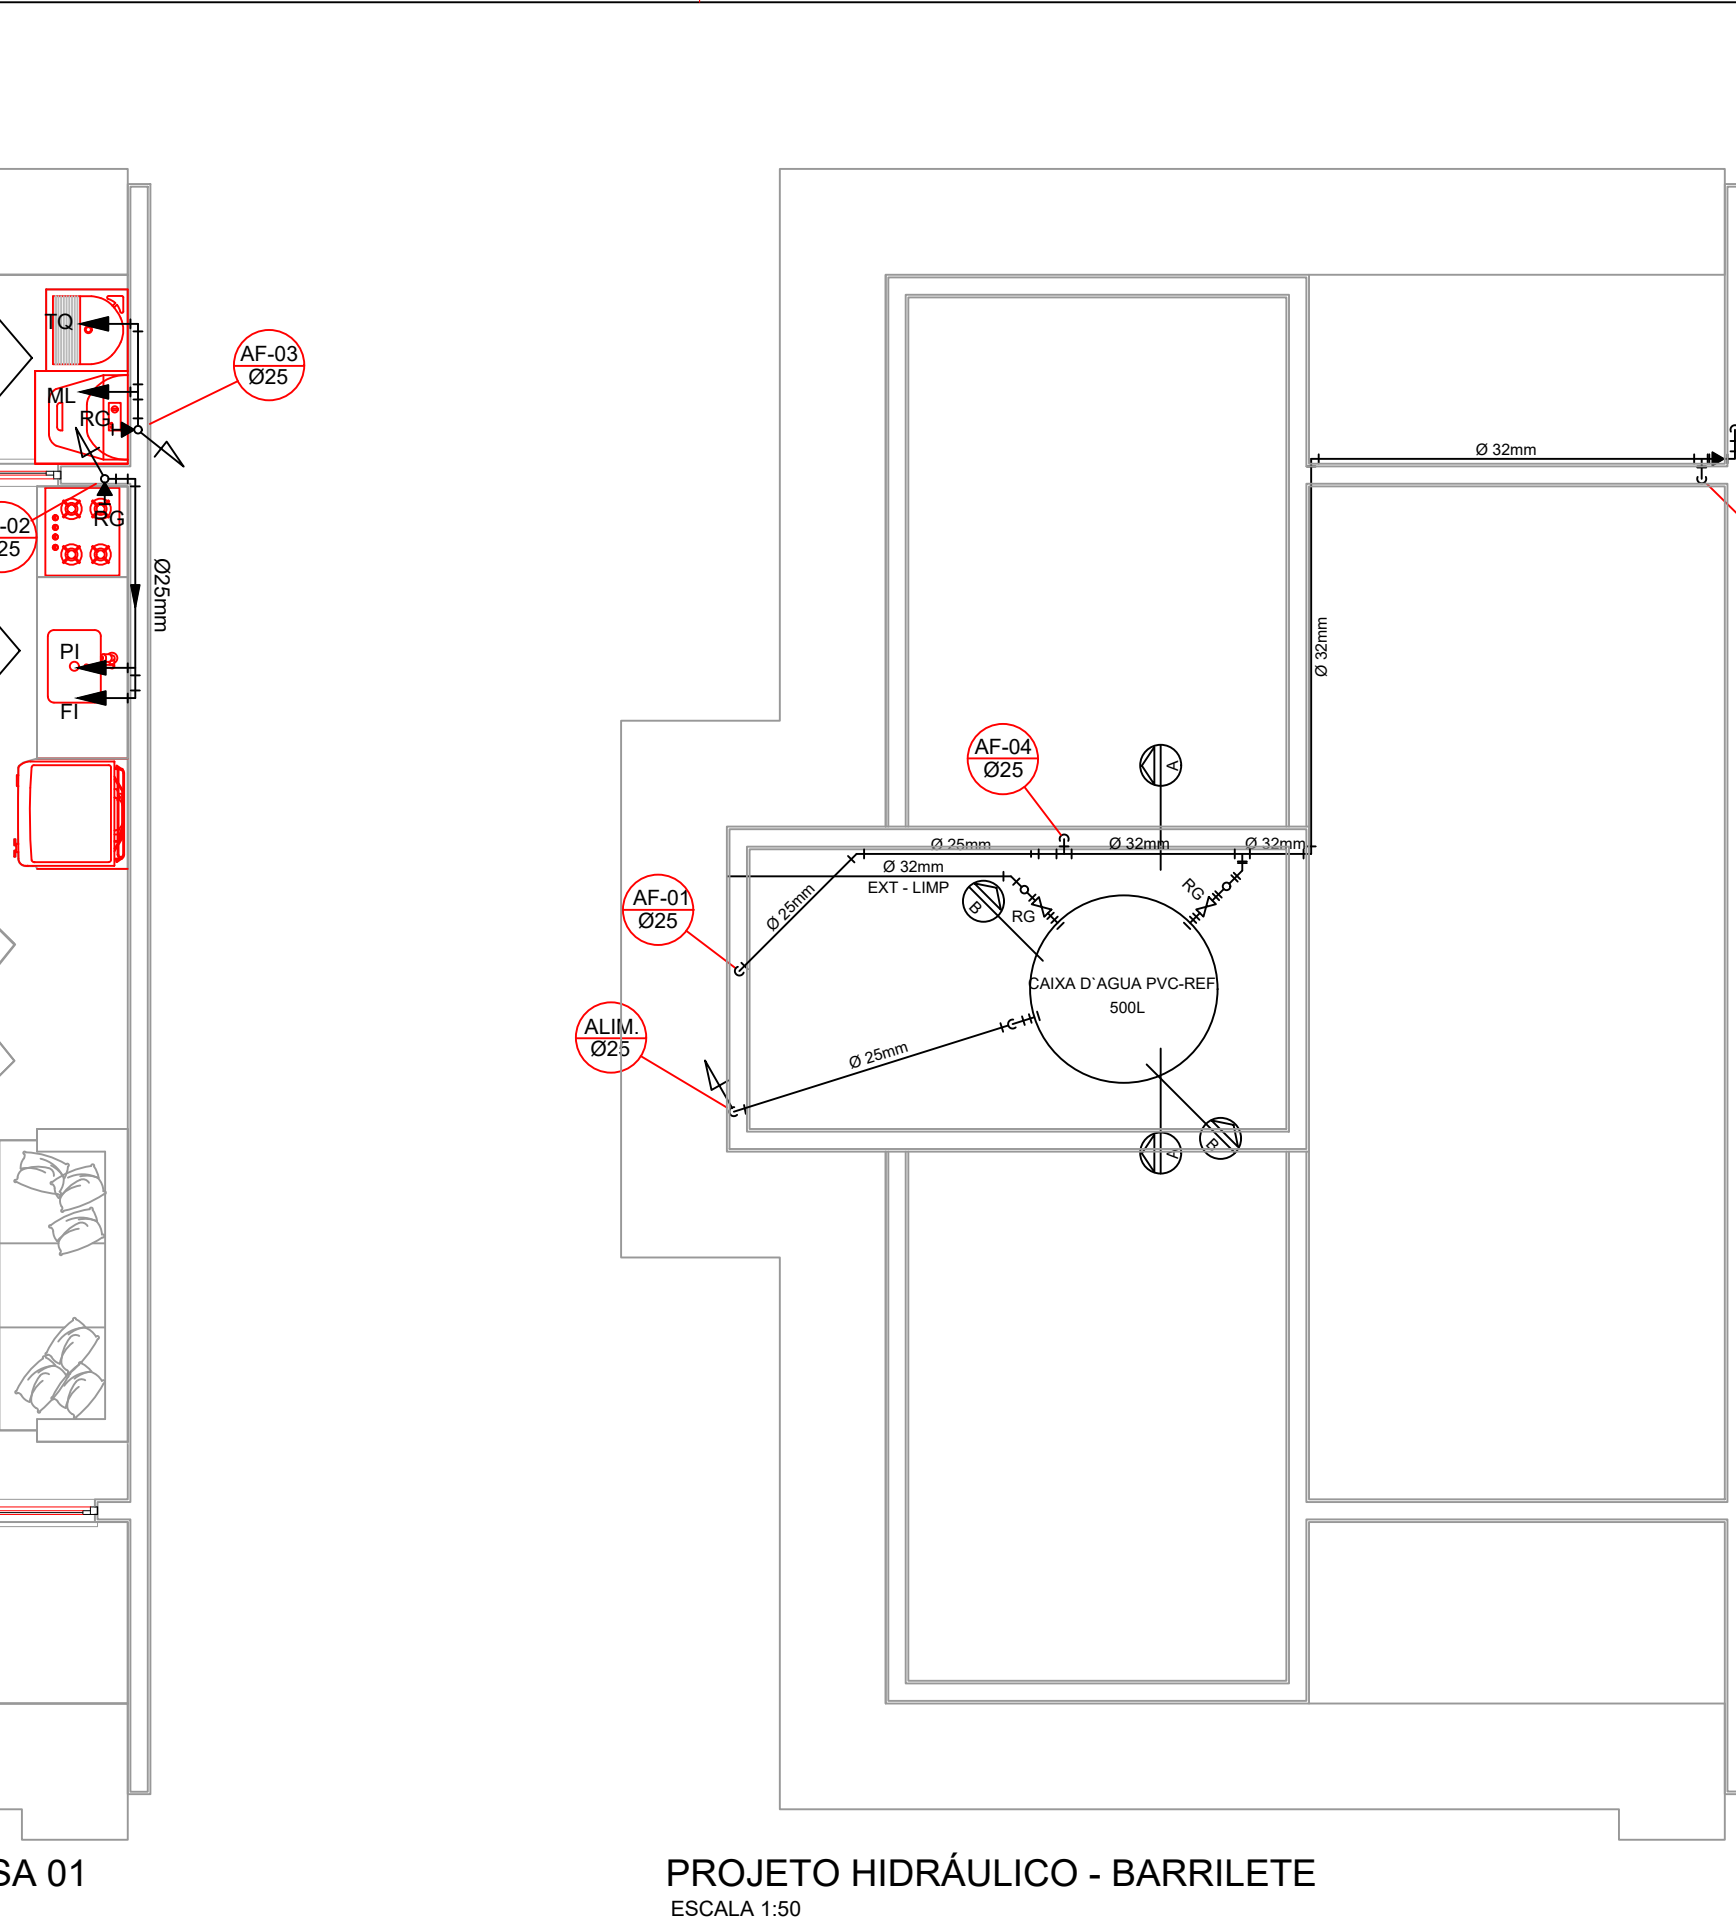 TQ
ML
RG
AF-03
Ø25
-02
25
RG
Ø25mm
PI
FI
SA 01
Ø 32mm
Ø 32mm
AF-04
Ø25
A
Ø 25mm
Ø 32mm
Ø 32mm
Ø 32mm
EXT - LIMP
AF-01
Ø25
Ø 25mm
B
RG
RG
CAIXA D`AGUA PVC-REF
500L
ALIM.
Ø25
Ø 25mm
A
B
PROJETO HIDRÁULICO - BARRILETE
ESCALA 1:50